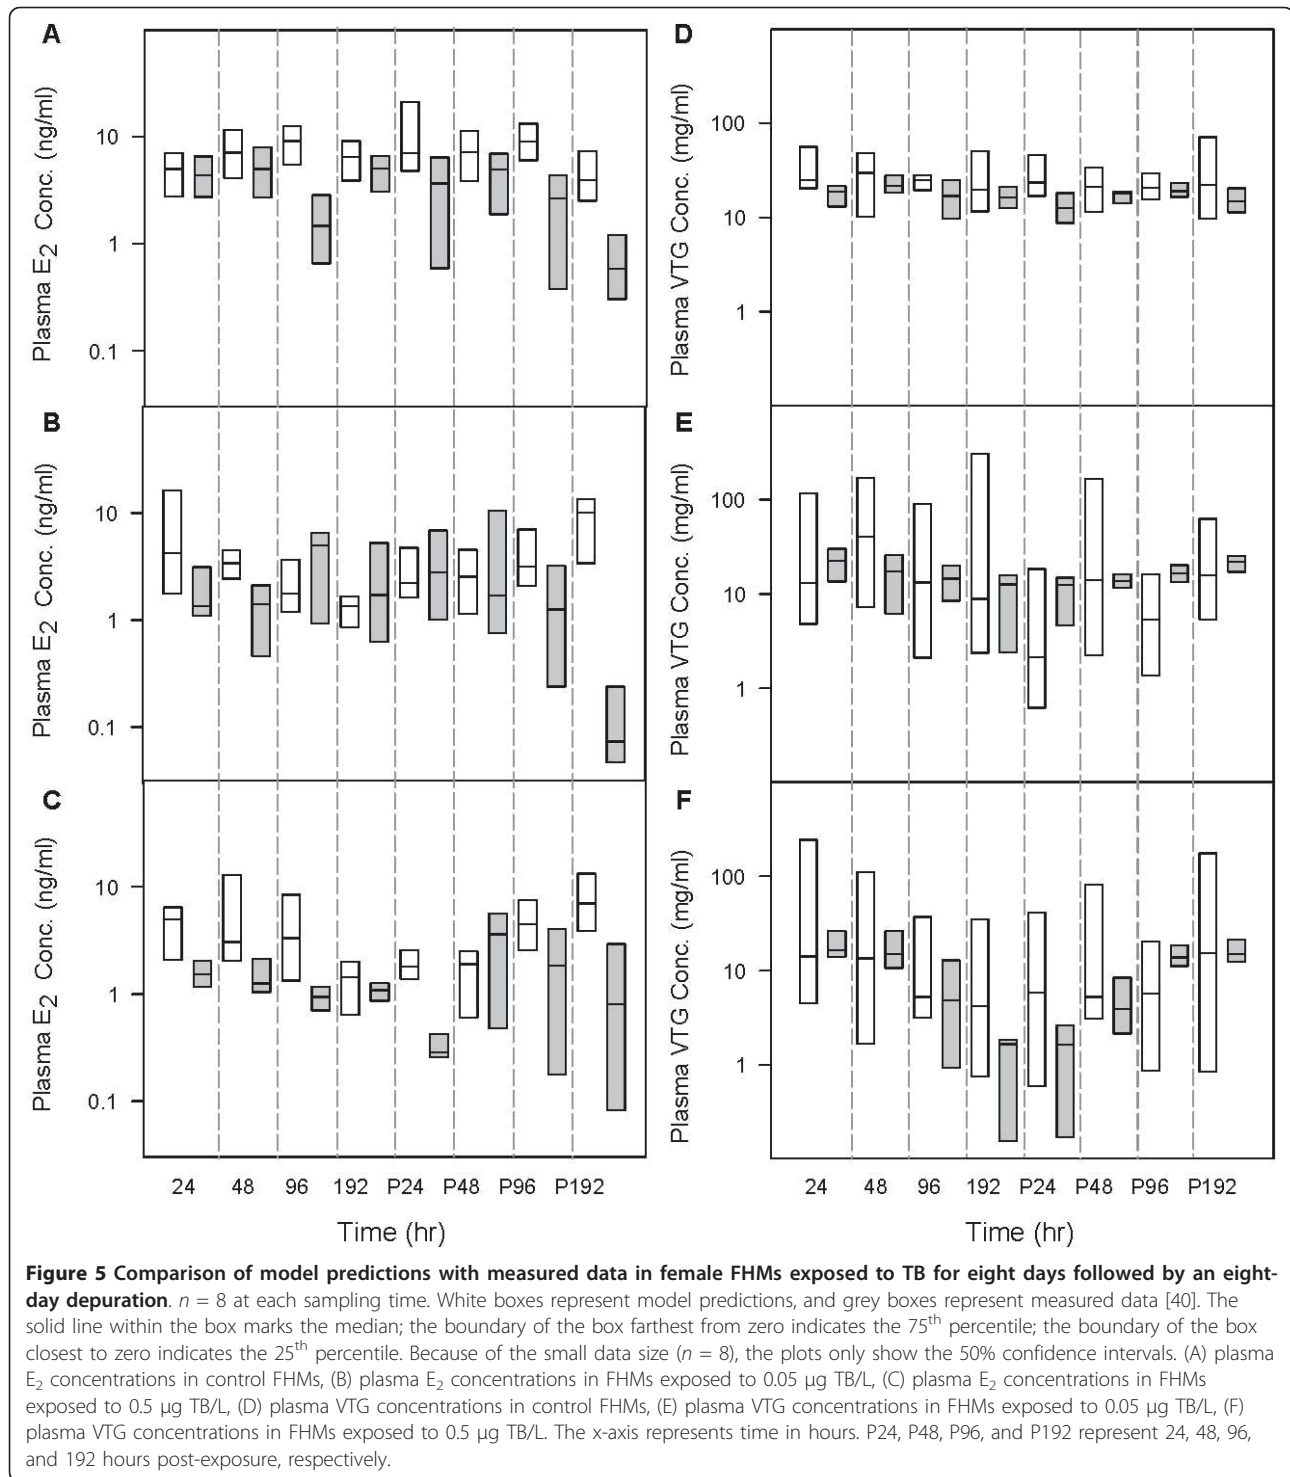 A
Plasma E2 Conc. (ng/ml)
10
1
0.1
B
Plasma E2 Conc. (ng/ml)
10
1
0.1
C
Plasma E2 Conc. (ng/ml)
10
1
0.1
24 48 96 192 P24 P48 P96 P192
Time (hr)
D
Plasma VTG Conc. (mg/ml)
100
10
1
E
Plasma VTG Conc. (mg/ml)
100
10
1
F
Plasma VTG Conc. (mg/ml)
100
10
1
24 48 96 192 P24 P48 P96 P192
Time (hr)
Figure 5 Comparison of model predictions with measured data in female FHMs exposed to TB for eight days followed by an eight-
day depuration. n = 8 at each sampling time. White boxes represent model predictions, and grey boxes represent measured data [40]. The
solid line within the box marks the median; the boundary of the box farthest from zero indicates the 75th percentile; the boundary of the box
closest to zero indicates the 25th percentile. Because of the small data size (n = 8), the plots only show the 50% confidence intervals. (A) plasma
E2 concentrations in control FHMs, (B) plasma E2 concentrations in FHMs exposed to 0.05 μg TB/L, (C) plasma E2 concentrations in FHMs
exposed to 0.5 μg TB/L, (D) plasma VTG concentrations in control FHMs, (E) plasma VTG concentrations in FHMs exposed to 0.05 μg TB/L, (F)
plasma VTG concentrations in FHMs exposed to 0.5 μg TB/L. The x-axis represents time in hours. P24, P48, P96, and P192 represent 24, 48, 96,
and 192 hours post-exposure, respectively.